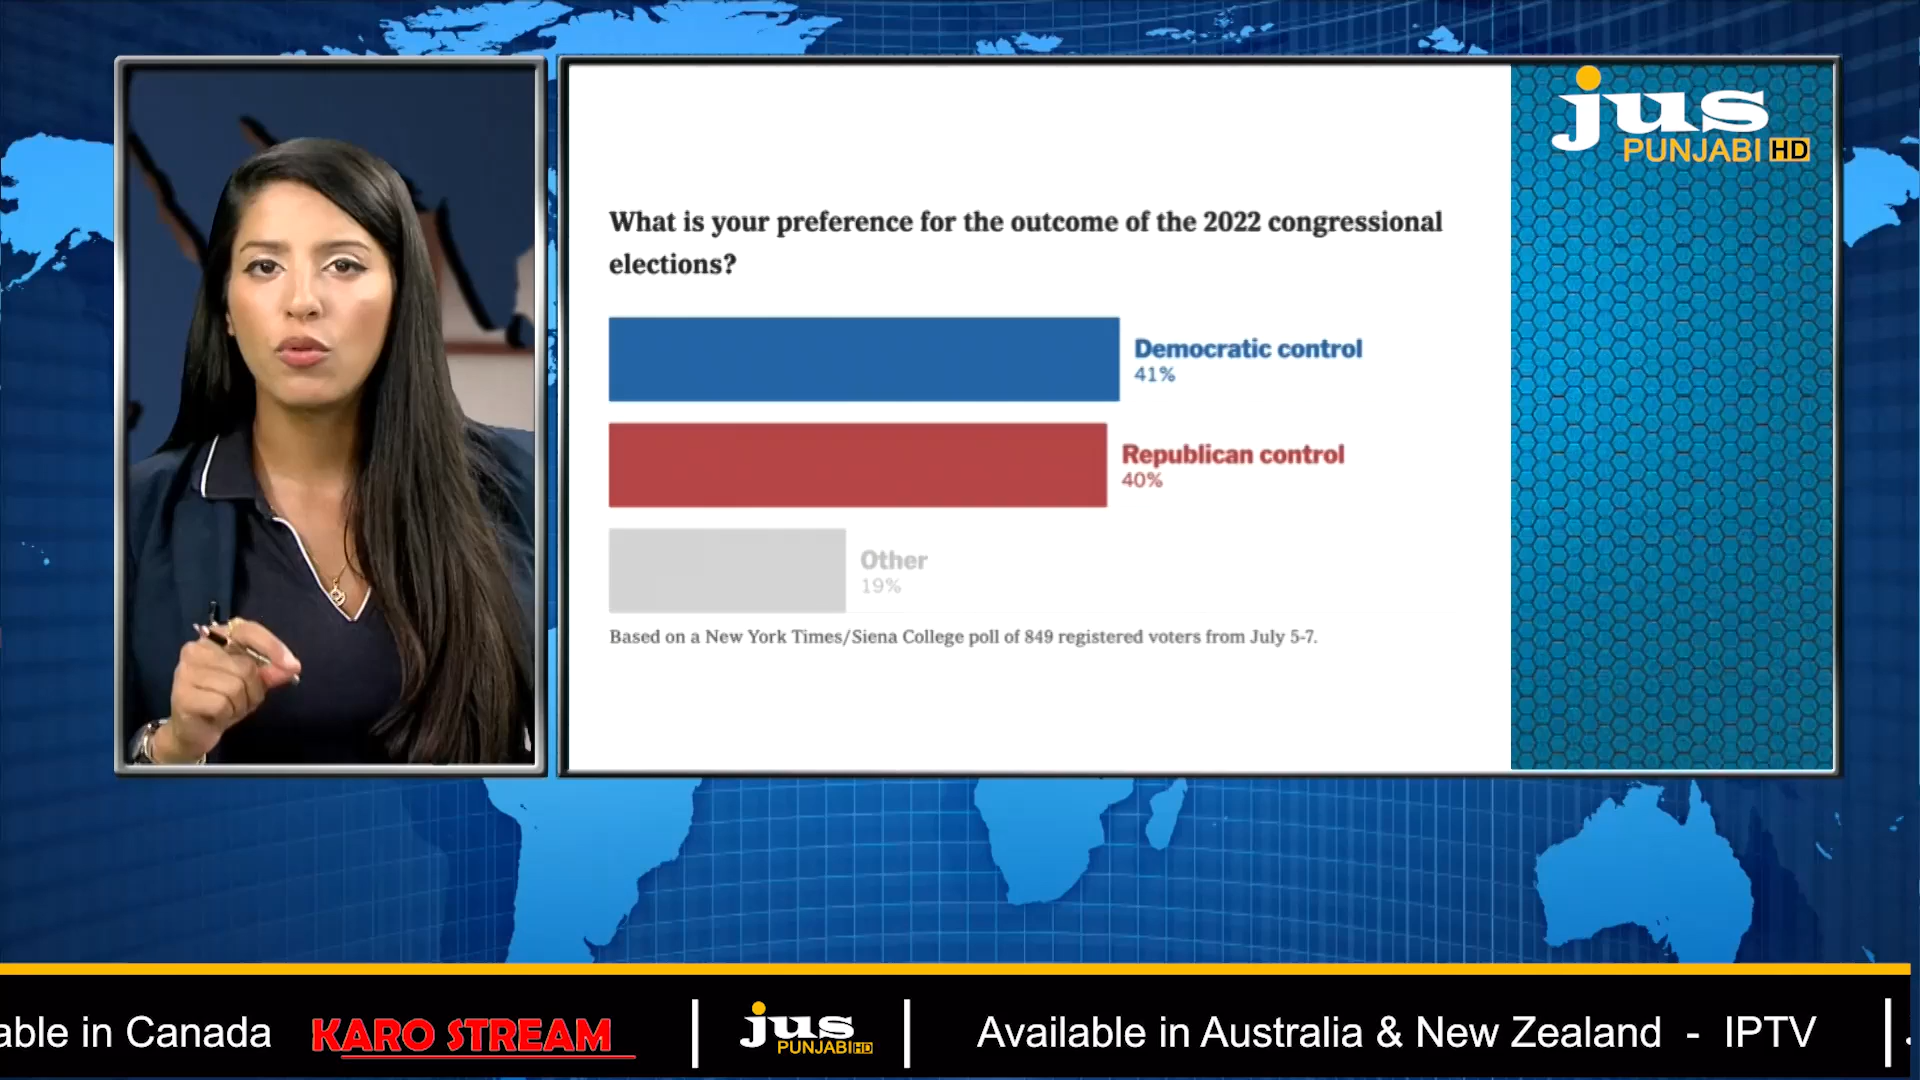 jus
PUNJABI HD
What is your preference for the outcome of the 2022 congressional
elections?
Democratic control
41%
Republican control
40%
Other
19%
Based on a New York Times/Siena College poll of 849 registered voters from July 5-7.
able in Canada KARO STREAM | jus PUNJABI HD | Available in Australia & New Zealand - IPTV |